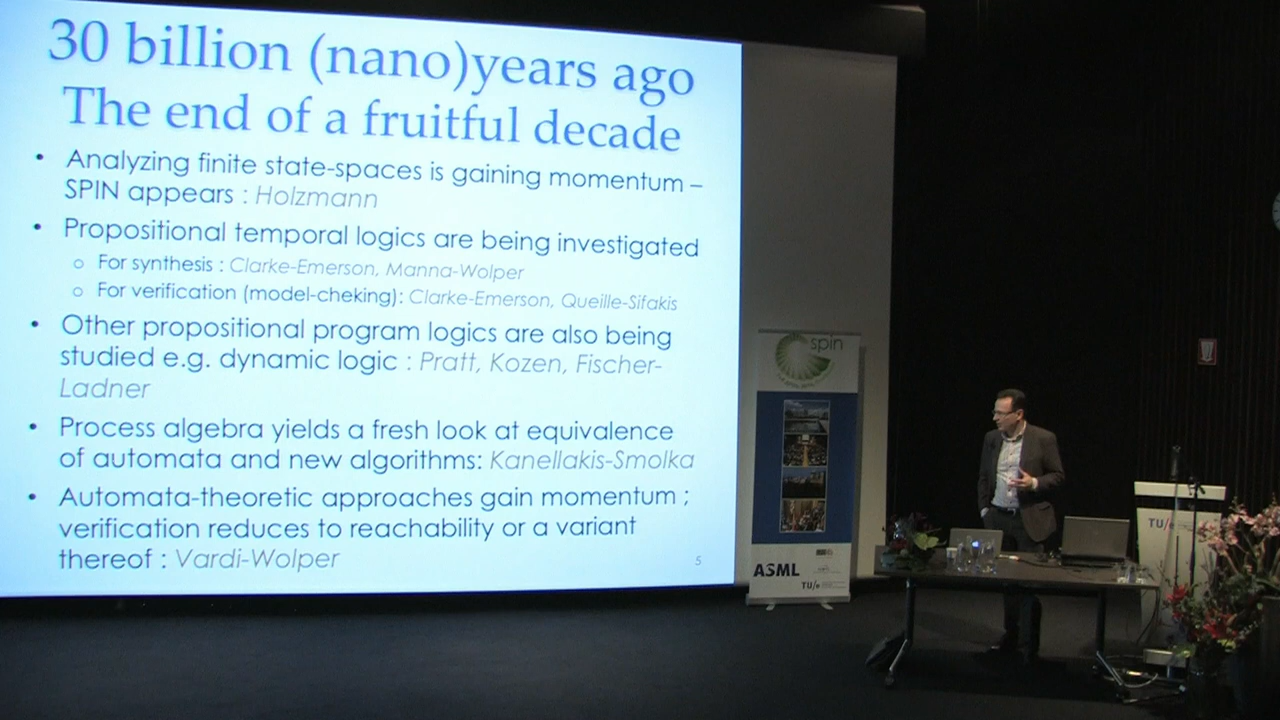 30 billion (nano)years ago
The end of a fruitful decade
• Analyzing finite state-spaces is gaining momentum –
SPIN appears : Holzmann
• Propositional temporal logics are being investigated
o For synthesis : Clarke-Emerson, Manna-Wolper
o For verification (model-cheking): Clarke-Emerson, Queille-Sifakis
• Other propositional program logics are also being
studied e.g. dynamic logic : Pratt, Kozen, Fischer-
Ladner
• Process algebra yields a fresh look at equivalence
of automata and new algorithms: Kanellakis-Smolka
• Automata-theoretic approaches gain momentum ;
verification reduces to reachability or a variant
thereof : Vardi-Wolper
5
spin
ASML
TU/e
TU/e